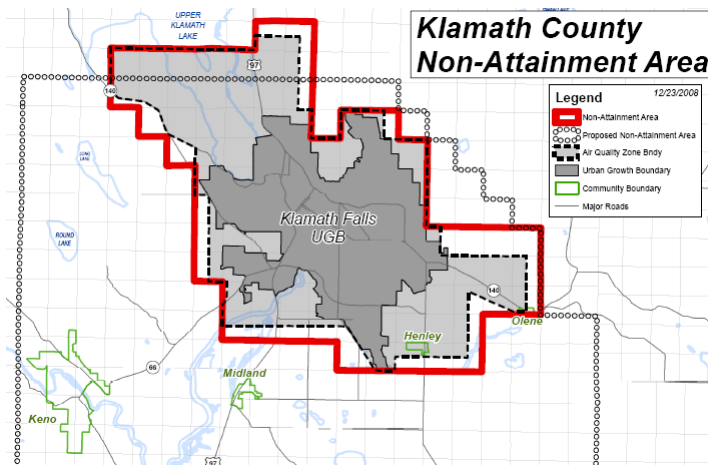 Klamath County
Non-Attainment Area
12/23/2008
Legend
Non-Attainment Area
Proposed Non-Attainment Area
Air Quality Zone Bndy
Urban Growth Boundary
Community Boundary
Major Roads
UPPER
KLAMATH
LAKE
97
140
LONG
LAKE
ROUND
LAKE
Klamath Falls
UGB
140
Olene
Henley
Midland
66
Keno
97